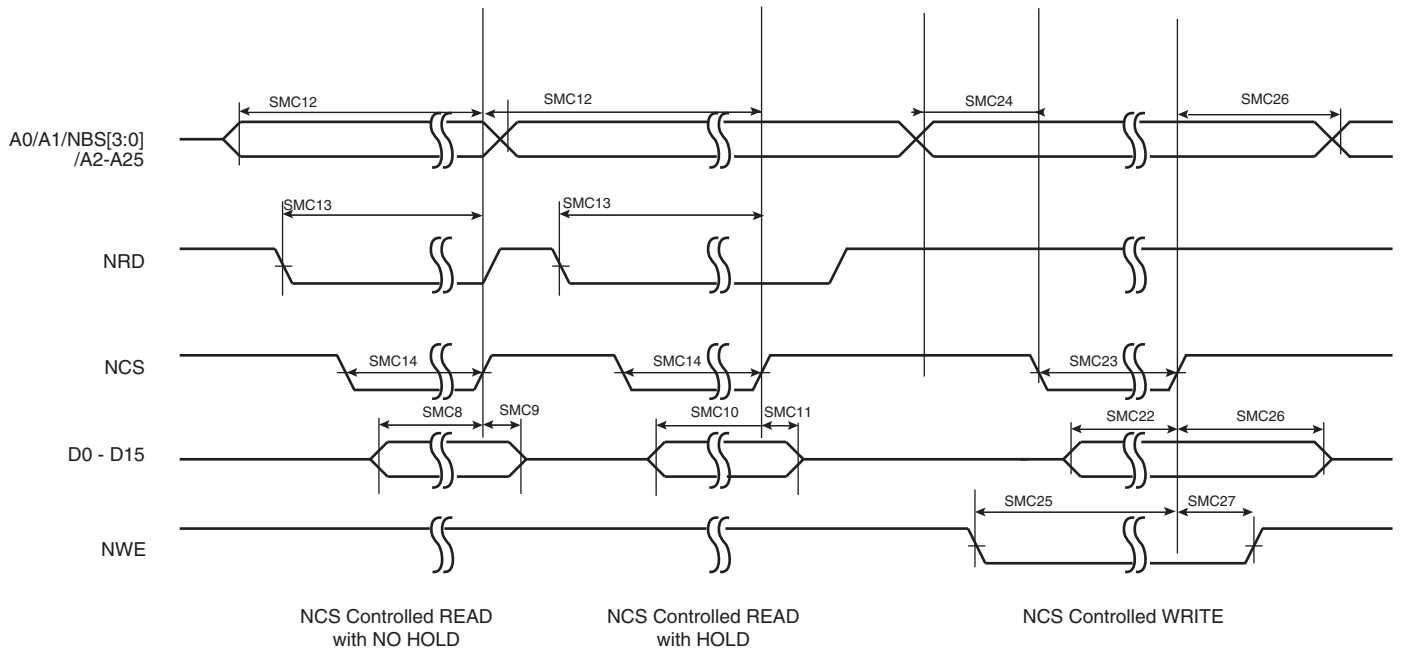 SMC12
SMC12
SMC24
SMC26
A0/A1/NBS[3:0]
/A2-A25
SMC13
SMC13
NRD
NCS
SMC14
SMC14
SMC23
SMC8
SMC9
SMC10
SMC11
SMC22
SMC26
D0 - D15
SMC25
SMC27
NWE
NCS Controlled READ
with NO HOLD
NCS Controlled READ
with HOLD
NCS Controlled WRITE